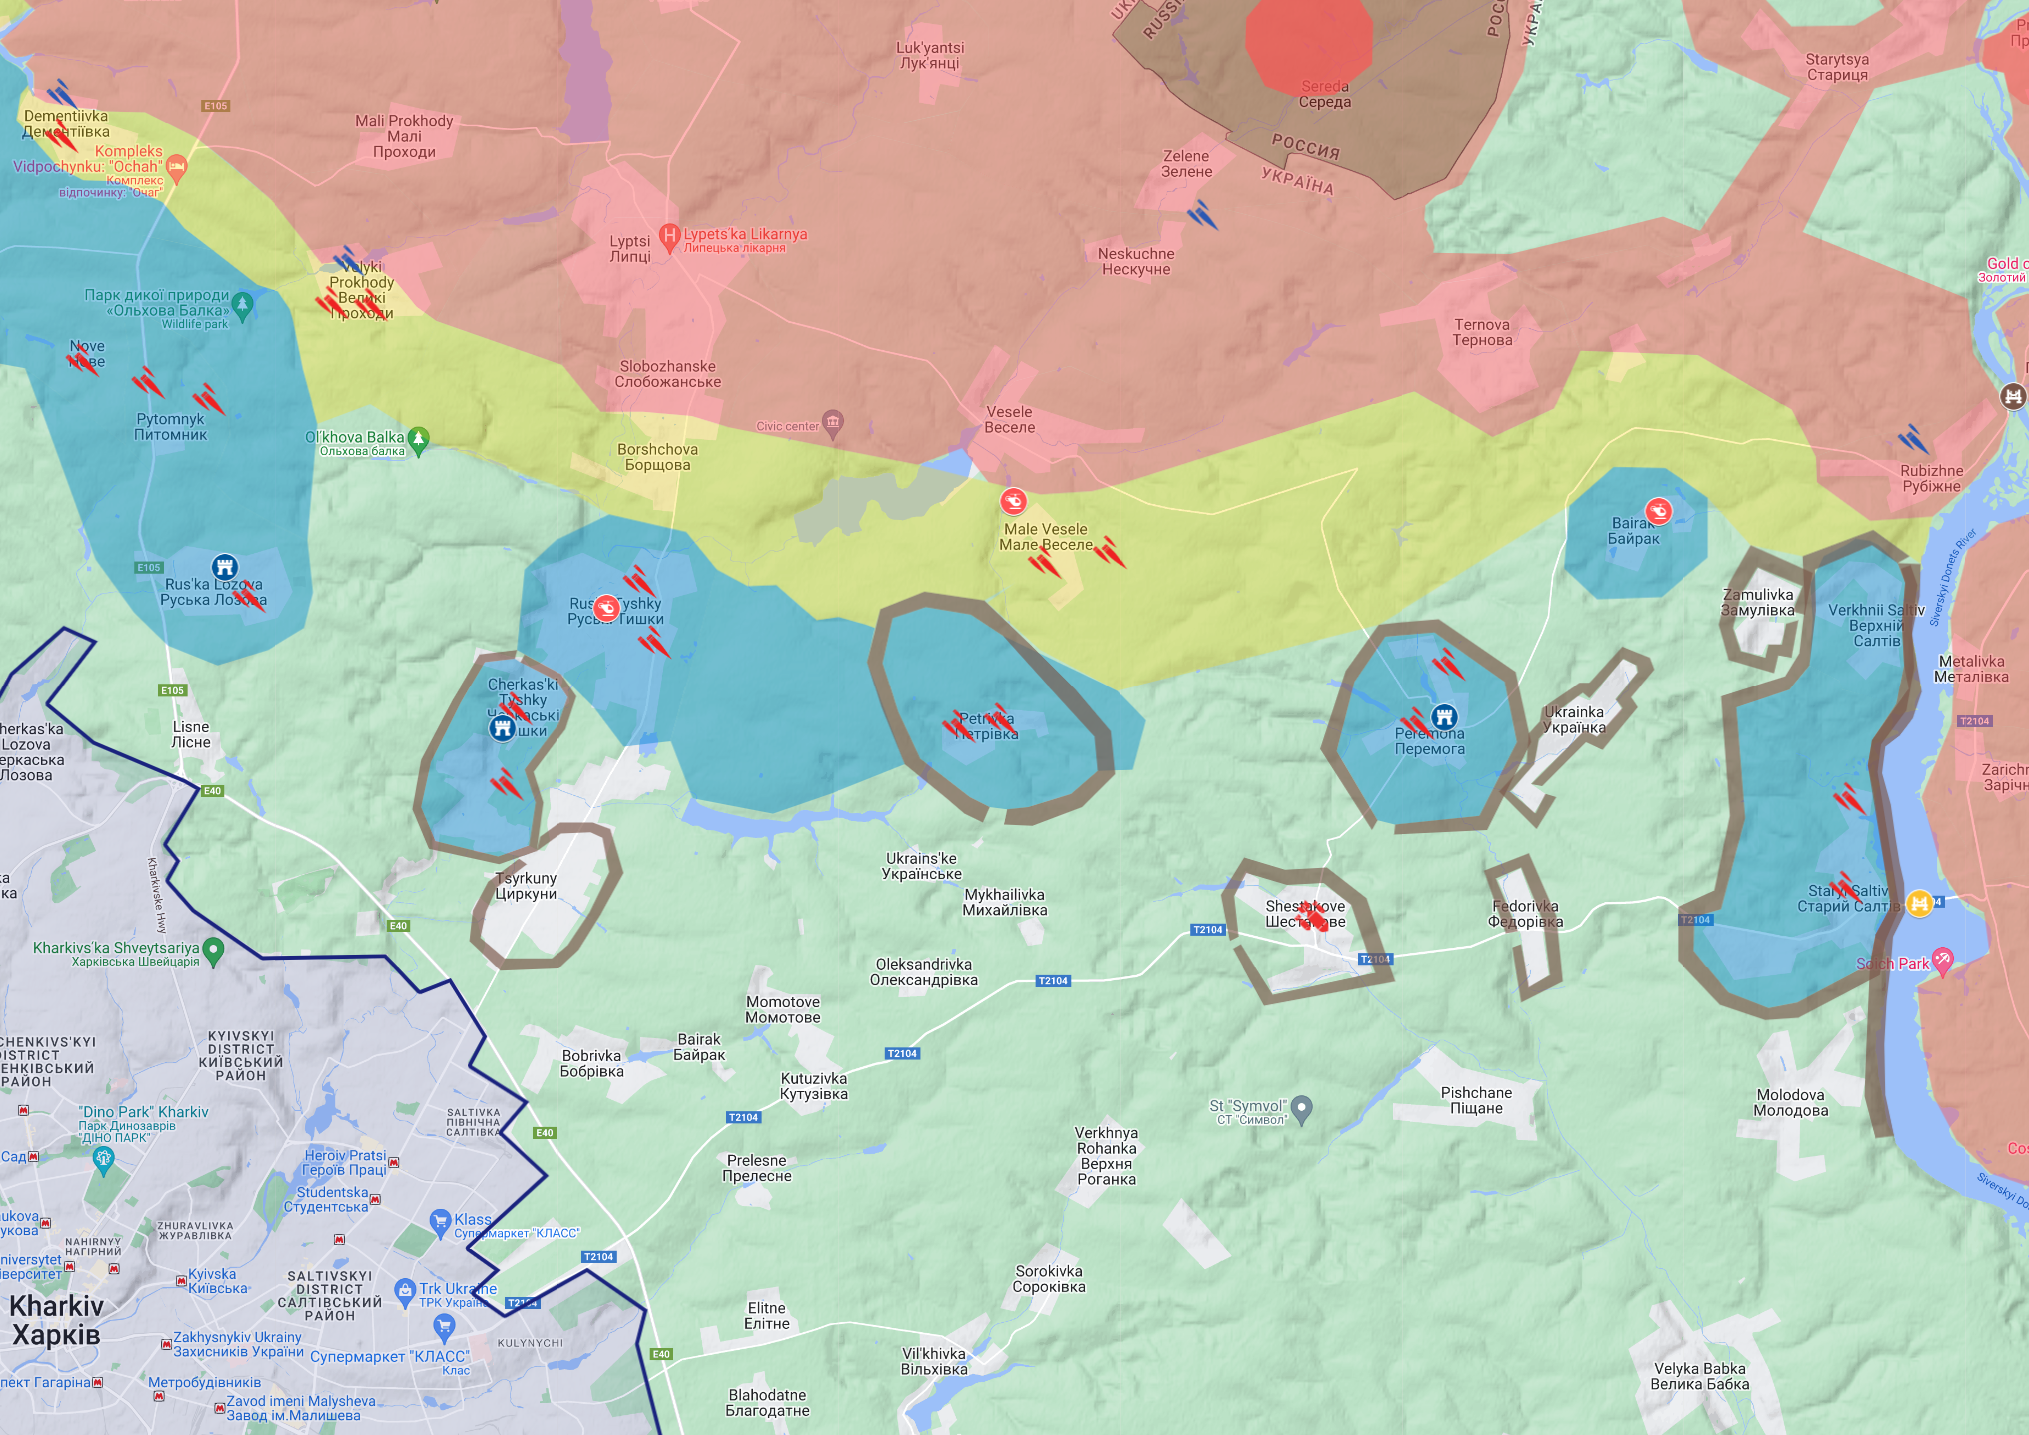 Luk'yantsi
Лук'янці
Starytsya
Стариця
Sereda
Середа
РОССИЯ
УКРАЇНА
Dementiivka
Дементіївка
E105
Mali Prokhody
Малі
Проходи
Kompleks
Vidpochynku: "Ochah"
Комплекс
відпочинку: "Очаг"
Zelene
Зелене
Lyptsi
Липці
Lypets'ka Likarnya
Липецька лікарня
Neskuchne
Нескучне
Velyki
Prokhody
Великі
Проходи
Gold
Золотий
Парк дикої природи
«Ольхова Балка»
Wildlife park
Nove
Нове
Ternova
Тернова
Slobozhanske
Слобожанське
Pytomnyk
Питомник
Ol'khova Balka
Ольхова балка
Civic center
Vesele
Веселе
Borshchova
Борщова
Rubizhne
Рубіжне
Male Vesele
Мале Веселе
Bairak
Байрак
E105
Rus'ka Lozova
Руська Лозова
Rus'ki Tyshky
Руські Тишки
Zamulivka
Замулівка
Verkhnii Saltiv
Верхній
Салтів
Siverskyi Donets River
Metalivka
Металівка
E105
Cherkas'ki
Tyshky
Черкаські
Тишки
Lisne
Лісне
Petrivka
Петрівка
Peremoha
Перемога
Ukrainka
Українка
T2104
herkas'ka
Lozova
еркаська
Лозова
Zarichn
Зарічн
E40
Ukrains'ke
Українське
Tsyrkuny
Циркуни
Mykhailivka
Михайлівка
Shestakove
Шестакове
Fedorivka
Федорівка
Staryi Saltiv
Старий Салтів
T2104
T2104
E40
Kharkivske Hwy
Kharkivs'ka Shveytsariya
Харківська Швейцарія
T2104
Soich Park
Oleksandrivka
Олександрівка
T2104
Momotove
Момотове
CHENKIVS'KYI
DISTRICT
ЕНКІВСЬКИЙ
РАЙОН
KYIVSKYI
DISTRICT
КИЇВСЬКИЙ
РАЙОН
Bairak
Байрак
Bobrivka
Бобрівка
T2104
Kutuzivka
Кутузівка
Pishchane
Піщане
Molodova
Молодова
"Dino Park" Kharkiv
Парк Динозаврів
"ДІНО ПАРК"
SALTIVKA
ПІВНІЧНА
САЛТІВКА
T2104
E40
St "Symvol"
СТ "Символ"
Verkhnya
Rohanka
Верхня
Роганка
Сад
Heroiv Pratsi
Героїв Праці
Prelesne
Прелесне
Cos
Siverskyi Do
Studentska
Студентська
aukova
укова
ZHURAVLIVKA
ЖУРАВЛІВКА
Klass
Супермаркет "КЛАСС"
NAHIRNYY
НАГІРНИЙ
niversytet
іверситет
T2104
Kyivska
Київська
SALTIVSKYI
DISTRICT
САЛТІВСЬКИЙ
РАЙОН
Trk Ukraine
ТРК Україна
T2104
Sorokivka
Сороківка
Kharkiv
Харків
Elitne
Елітне
Zakhysnykiv Ukrainy
Захисників України
KULYNYCHI
Супермаркет "КЛАСС"
Клас
E40
Vil'khivka
Вільхівка
Velyka Babka
Велика Бабка
пект Гагаріна
Метробудівників
Zavod imeni Malysheva
Завод ім.Малишева
Blahodatne
Благодатне